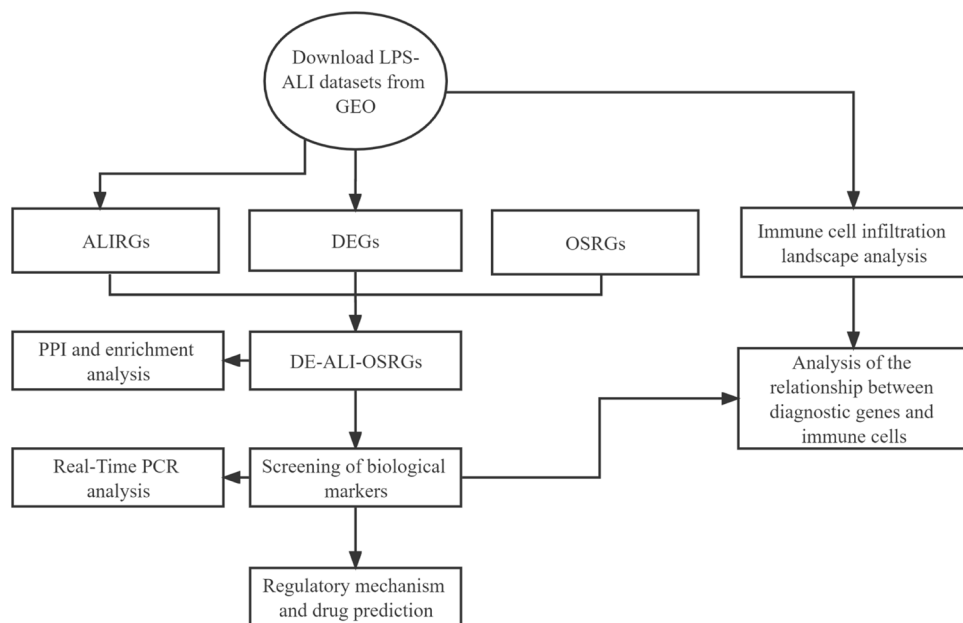 Download LPS-
ALI datasets from
GEO
ALIRGs
DEGs
OSRGs
Immune cell infiltration
landscape analysis
PPI and enrichment
analysis
DE-ALI-OSRGs
Analysis of the
relationship between
diagnostic genes and
immune cells
Real-Time PCR
analysis
Screening of biological
markers
Regulatory mechanism
and drug prediction